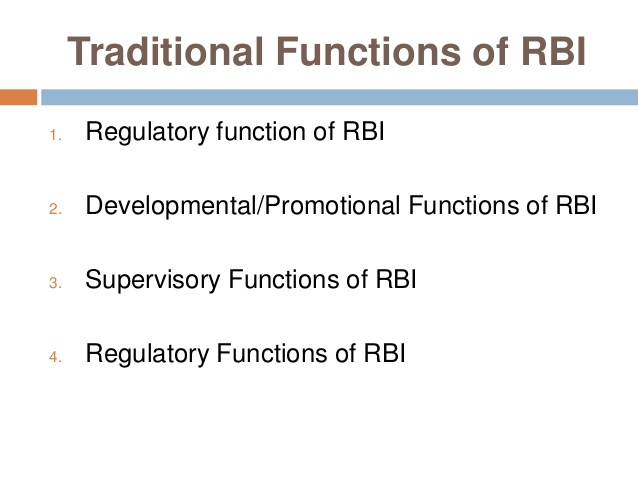 Traditional Functions of RBI
1. Regulatory function of RBI
2. Developmental/Promotional Functions of RBI
3. Supervisory Functions of RBI
4. Regulatory Functions of RBI